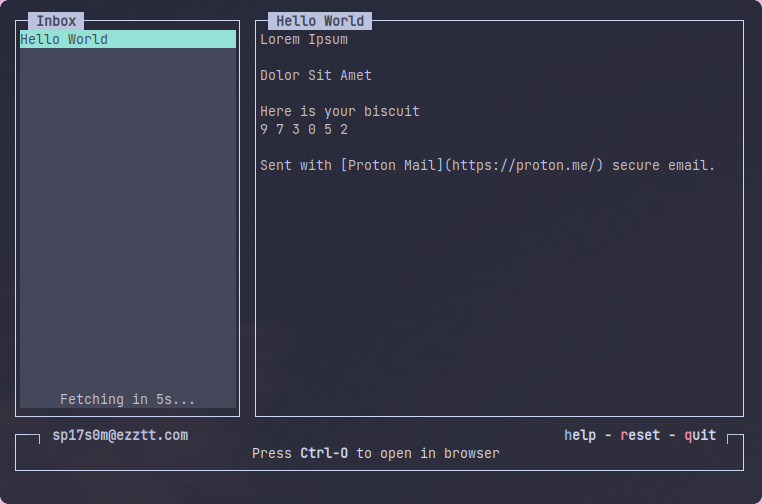 Inbox
Hello World
Fetching in 5s...
Hello World
Lorem Ipsum
Dolor Sit Amet
Here is your biscuit
9 7 3 0 5 2
Sent with [Proton Mail](https://proton.me/) secure email.
sp17s0m@ezztt.com
help - reset - quit
Press Ctrl-O to open in browser